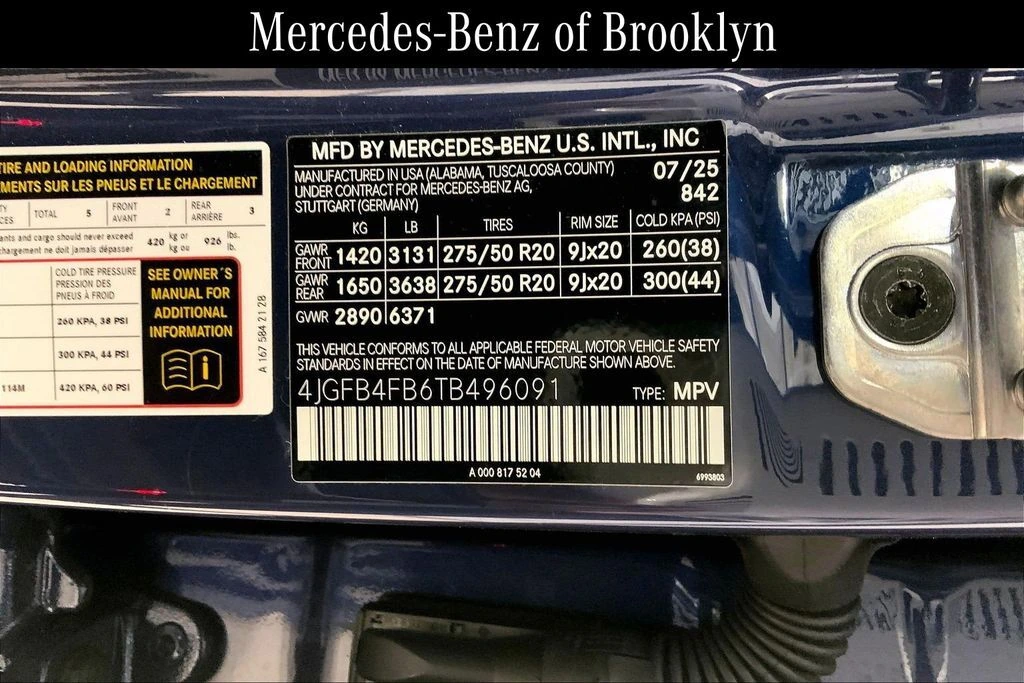 Mercedes-Benz of Brooklyn
TIRE AND LOADING INFORMATION
MENTS SUR LES PNEUS ET LE CHARGEMENT
TOTAL 5 FRONT AVANT 2 REAR ARRIÈRE 3
ants and cargo should never exceed 420 kg or 926 lbs.
chargement ne doit jamais dépasser kg ou lb.
COLD TIRE PRESSURE
PRESSION DES
PNEUS À FROID
260 KPA, 38 PSI
300 KPA, 44 PSI
114M 420 KPA, 60 PSI
SEE OWNER'S
MANUAL FOR
ADDITIONAL
INFORMATION
A 167 584 21 28
MFD BY MERCEDES-BENZ U.S. INTL., INC
MANUFACTURED IN USA (ALABAMA, TUSCALOOSA COUNTY) 07/25
UNDER CONTRACT FOR MERCEDES-BENZ AG, 842
STUTTGART (GERMANY)
KG LB TIRES RIM SIZE COLD KPA (PSI)
GAWR FRONT 1420 3131 275/50 R20 9Jx20 260(38)
GAWR REAR 1650 3638 275/50 R20 9Jx20 300(44)
GVWR 2890 6371
THIS VEHICLE CONFORMS TO ALL APPLICABLE FEDERAL MOTOR VEHICLE SAFETY
STANDARDS IN EFFECT ON THE DATE OF MANUFACTURE SHOWN ABOVE.
4JGFB4FB6TB496091 TYPE: MPV
A 000 817 52 04
6993803